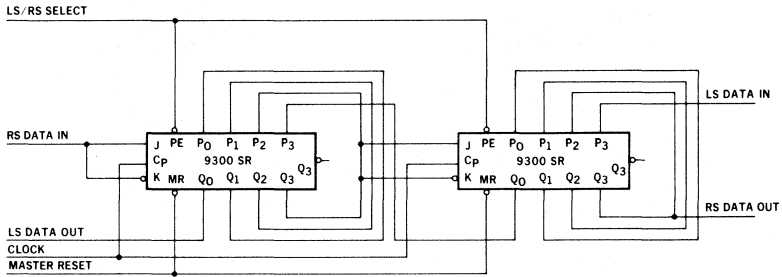 LS/RS SELECT
LS DATA IN
RS DATA IN
J PE P0 P1 P2 P3
CP 9300 SR Q3
K MR Q0 Q1 Q2 Q3
J PE P0 P1 P2 P3
CP 9300 SR Q3
K MR Q0 Q1 Q2 Q3
RS DATA OUT
LS DATA OUT
CLOCK
MASTER RESET